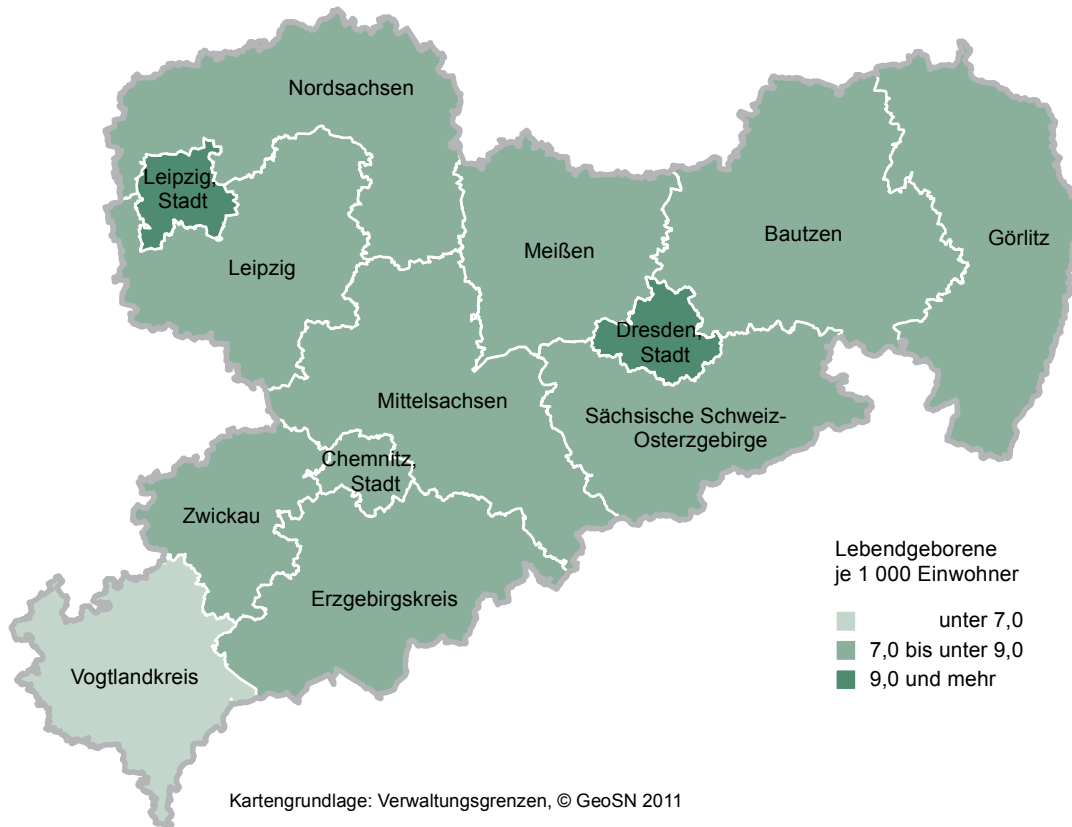 Nordsachsen
Leipzig,
Stadt
Leipzig
Meißen
Bautzen
Görlitz
Dresden,
Stadt
Mittelsachsen
Sächsische Schweiz-
Osterzgebirge
Chemnitz,
Stadt
Zwickau
Erzgebirgskreis
Vogtlandkreis
Lebendgeborene
je 1 000 Einwohner
unter 7,0
7,0 bis unter 9,0
9,0 und mehr
Kartengrundlage: Verwaltungsgrenzen, © GeoSN 2011